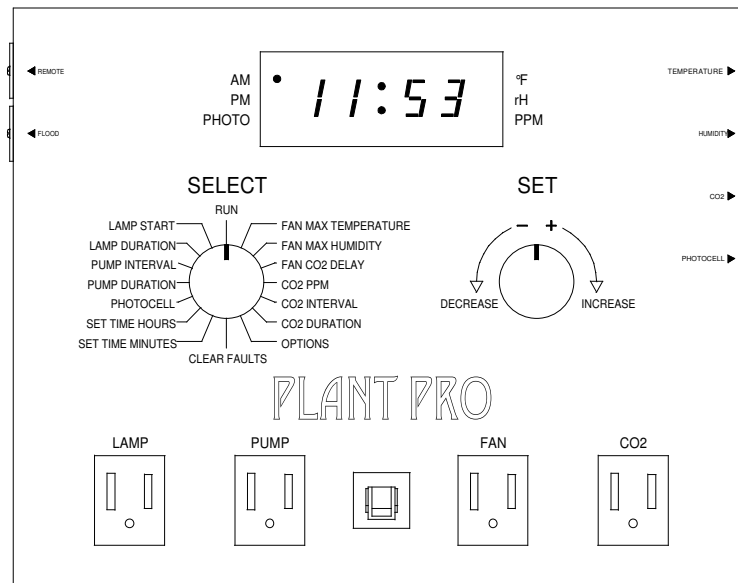 REMOTE
FLOOD
AM
PM
PHOTO
11:53
°F
rH
PPM
TEMPERATURE
HUMIDITY
CO2
PHOTOCELL
SELECT
RUN
LAMP START
LAMP DURATION
PUMP INTERVAL
PUMP DURATION
PHOTOCELL
SET TIME HOURS
SET TIME MINUTES
CLEAR FAULTS
FAN MAX TEMPERATURE
FAN MAX HUMIDITY
FAN CO2 DELAY
CO2 PPM
CO2 INTERVAL
CO2 DURATION
OPTIONS
SET
- +
DECREASE
INCREASE
PLANT PRO
LAMP
PUMP
FAN
CO2